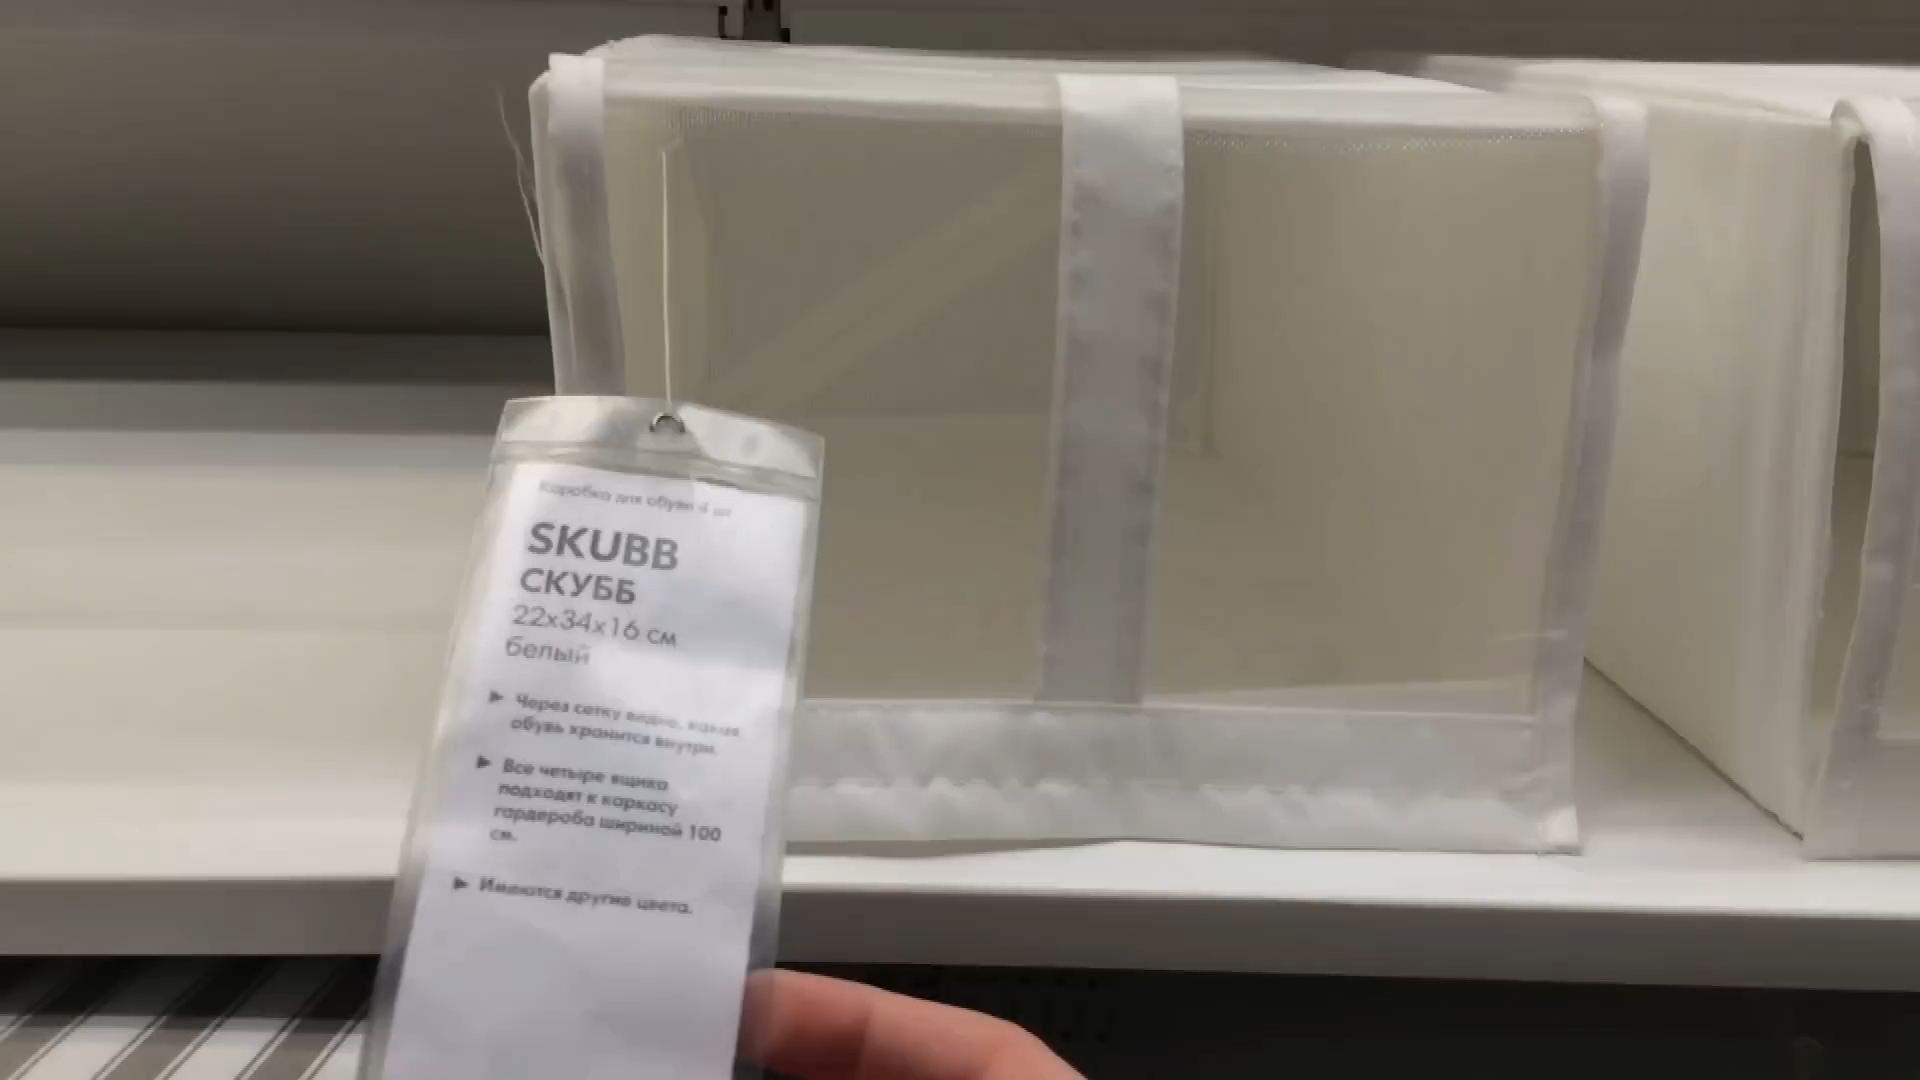 Коробка для обуви 4 шт
SKUBB
СКУББ
22x34x16 см
белый
▶ Через сетку видно, какая
обувь хранится внутри.
▶ Все четыре ящика
подходят к каркасу
гардероба шириной 100
см.
▶ Имеются другие цвета.